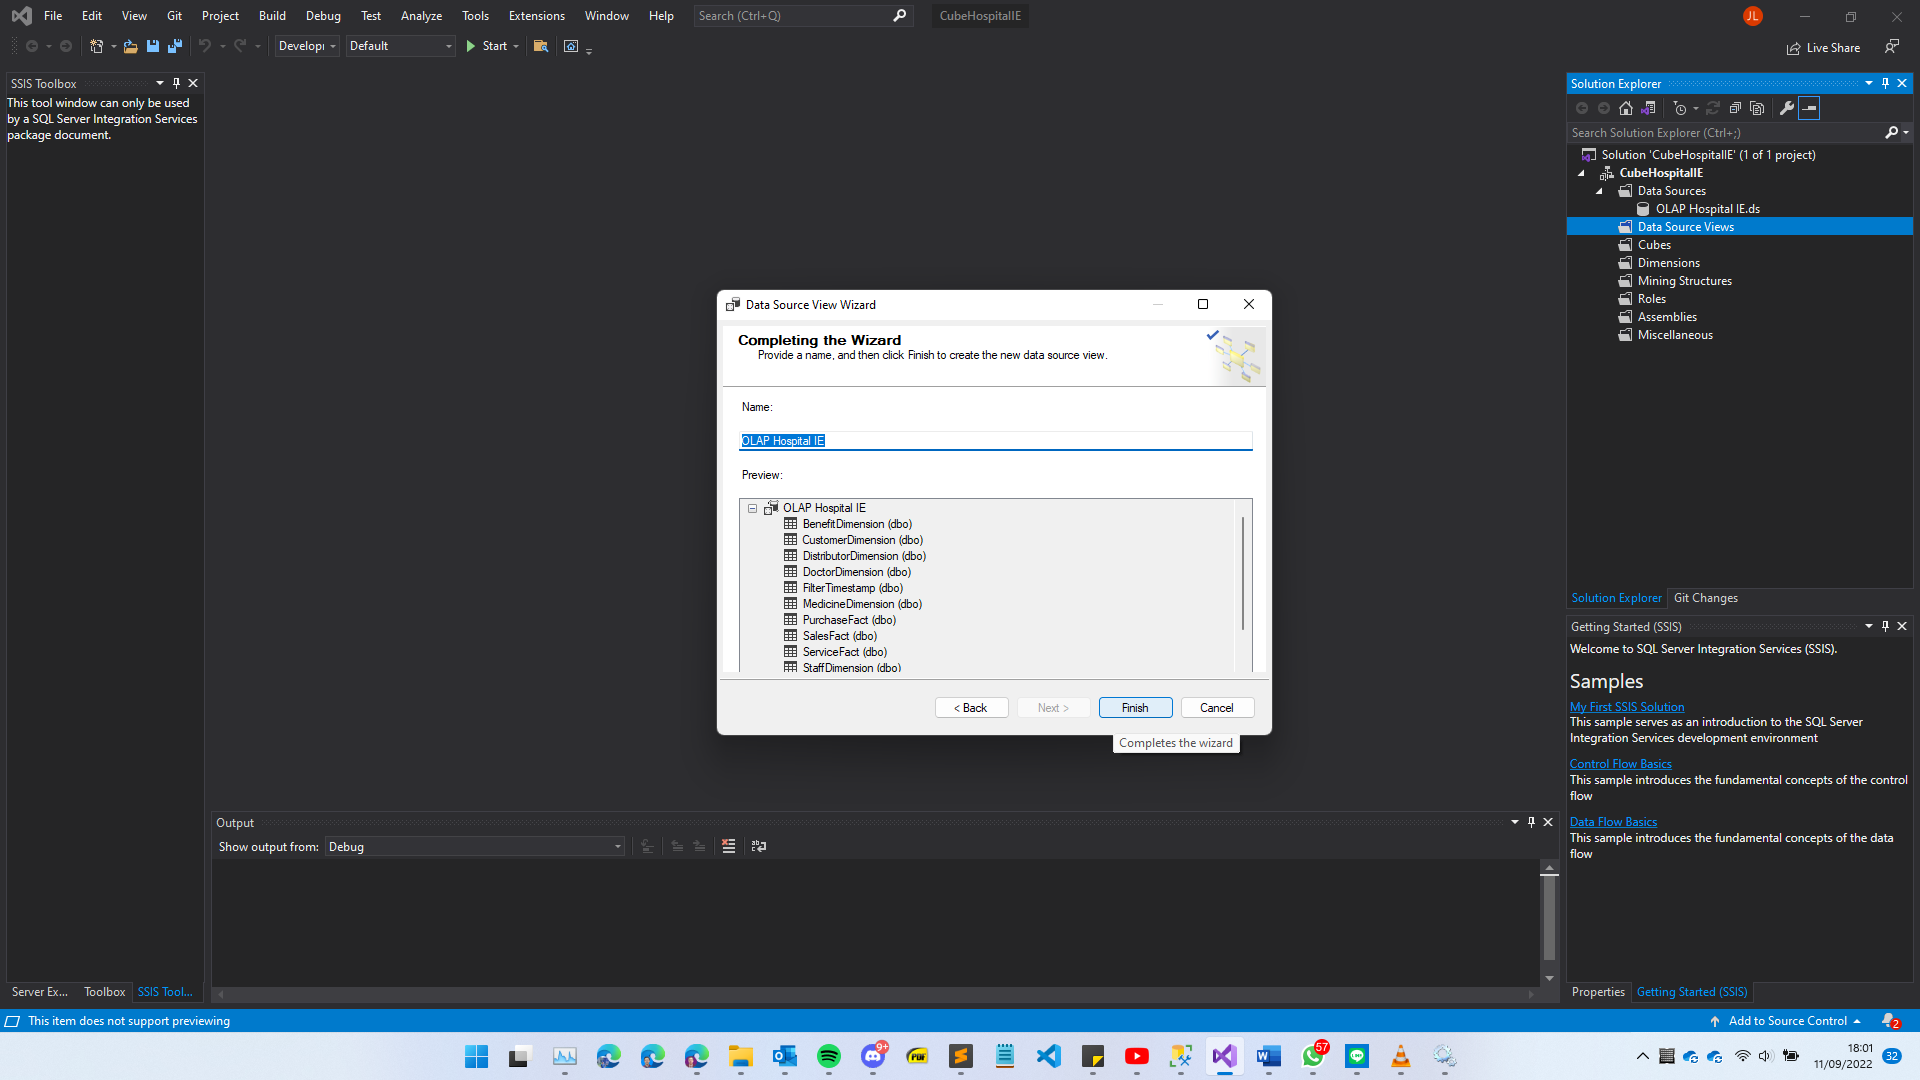 File Edit View Git Project Build Debug Test Analyze Tools Extensions Window Help Search (Ctrl+Q) CubeHospitalIE JL
Develop Default Start Live Share
SSIS Toolbox
This tool window can only be used
by a SQL Server Integration Services
package document.
Solution Explorer
Search Solution Explorer (Ctrl+;)
Solution 'CubeHospitalIE' (1 of 1 project)
CubeHospitalIE
Data Sources
OLAP Hospital IE.ds
Data Source Views
Cubes
Dimensions
Mining Structures
Roles
Assemblies
Miscellaneous
Data Source View Wizard
Completing the Wizard
Provide a name, and then click Finish to create the new data source view.
Name:
OLAP Hospital IE
Preview:
OLAP Hospital IE
BenefitDimension (dbo)
CustomerDimension (dbo)
DistributorDimension (dbo)
DoctorDimension (dbo)
FilterTimestamp (dbo)
MedicineDimension (dbo)
PurchaseFact (dbo)
SalesFact (dbo)
ServiceFact (dbo)
StaffDimension (dbo)
< Back Next > Finish Cancel
Completes the wizard
Solution Explorer Git Changes
Getting Started (SSIS)
Welcome to SQL Server Integration Services (SSIS).
Samples
My First SSIS Solution
This sample serves as an introduction to the SQL Server
Integration Services development environment
Control Flow Basics
This sample introduces the fundamental concepts of the control
flow
Data Flow Basics
This sample introduces the fundamental concepts of the data
flow
Output
Show output from: Debug
Server Ex... Toolbox SSIS Tool...
Properties Getting Started (SSIS)
This item does not support previewing
Add to Source Control 2
9+ PDF 57
18:01
11/09/2022 32